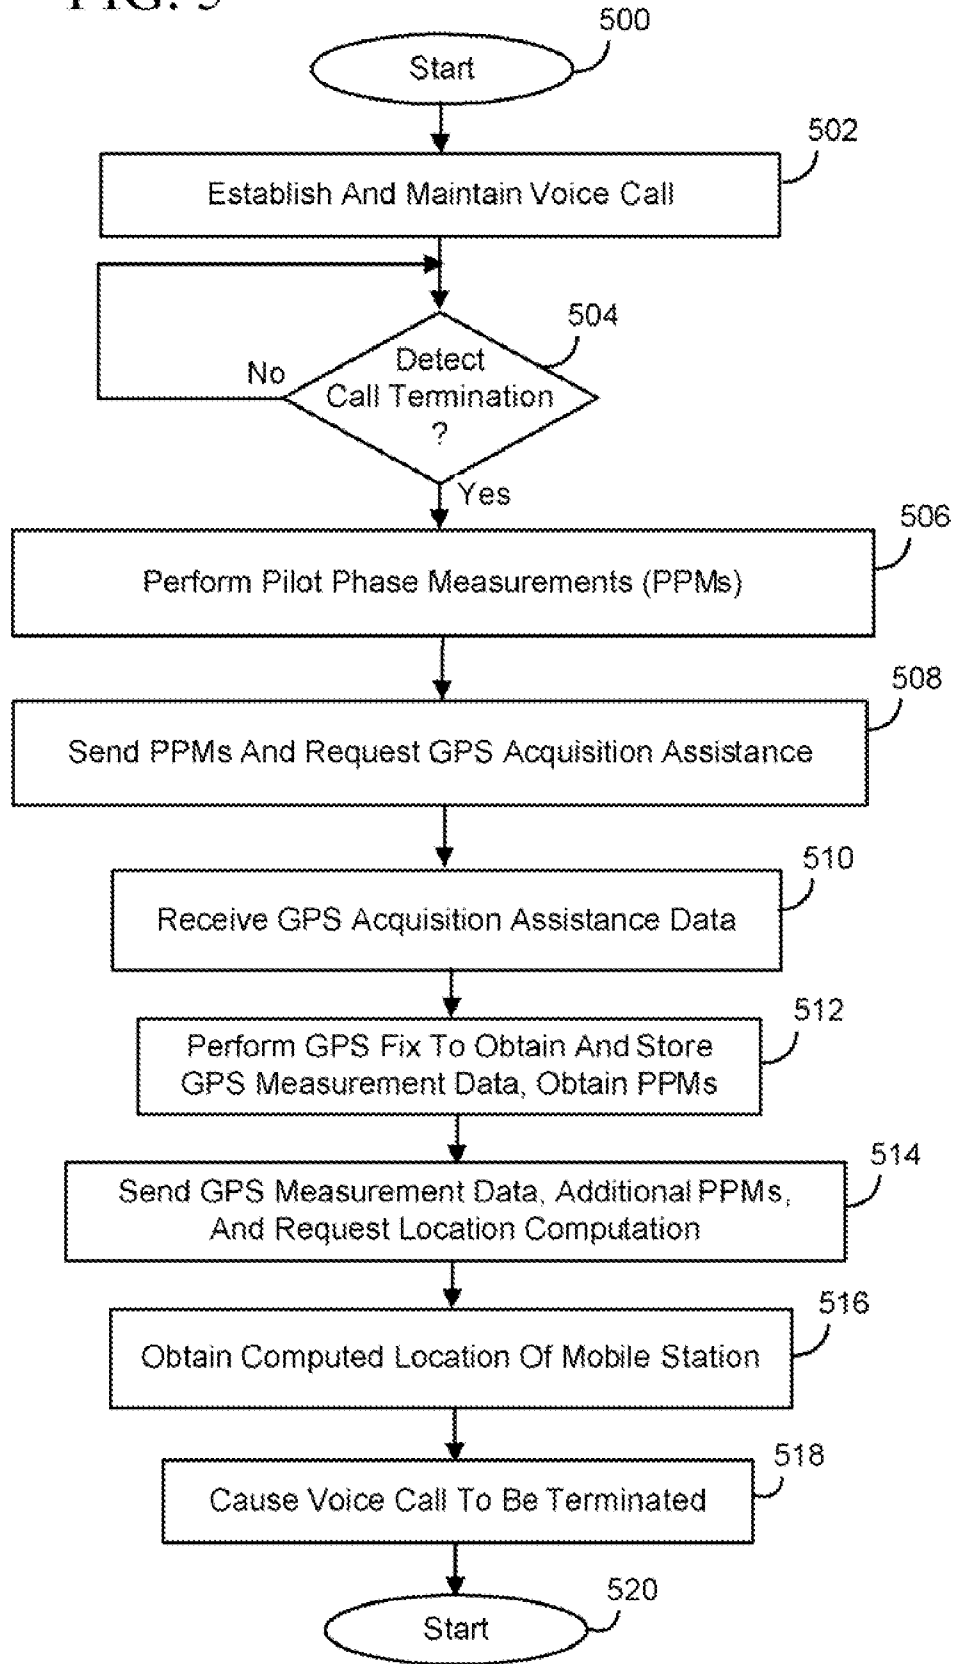 FIG. 5
500
Start
502
Establish And Maintain Voice Call
504
Detect
Call Termination
?
No
Yes
506
Perform Pilot Phase Measurements (PPMs)
508
Send PPMs And Request GPS Acquisition Assistance
510
Receive GPS Acquisition Assistance Data
512
Perform GPS Fix To Obtain And Store
GPS Measurement Data, Obtain PPMs
514
Send GPS Measurement Data, Additional PPMs,
And Request Location Computation
516
Obtain Computed Location Of Mobile Station
518
Cause Voice Call To Be Terminated
520
Start